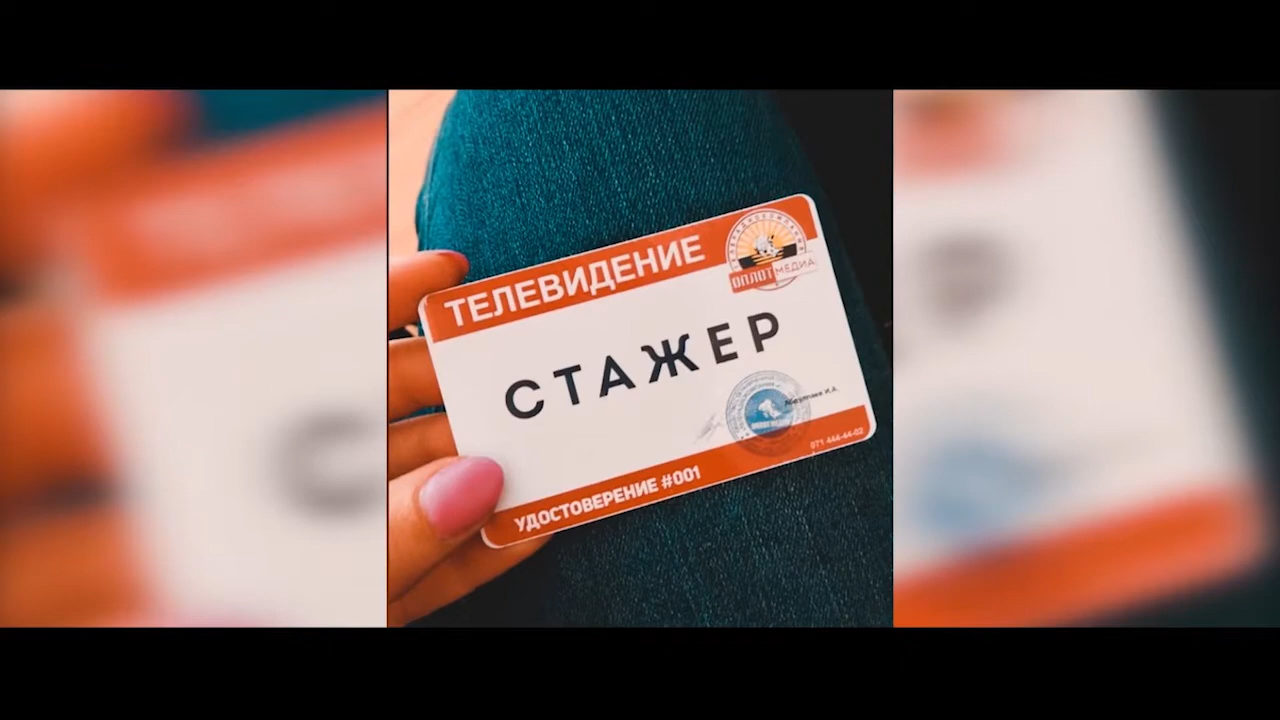 ТЕЛЕВИДЕНИЕ
ОПЛОТ МЕДИА
СТАЖЕР
071 444-44-02
УДОСТОВЕРЕНИЕ #001